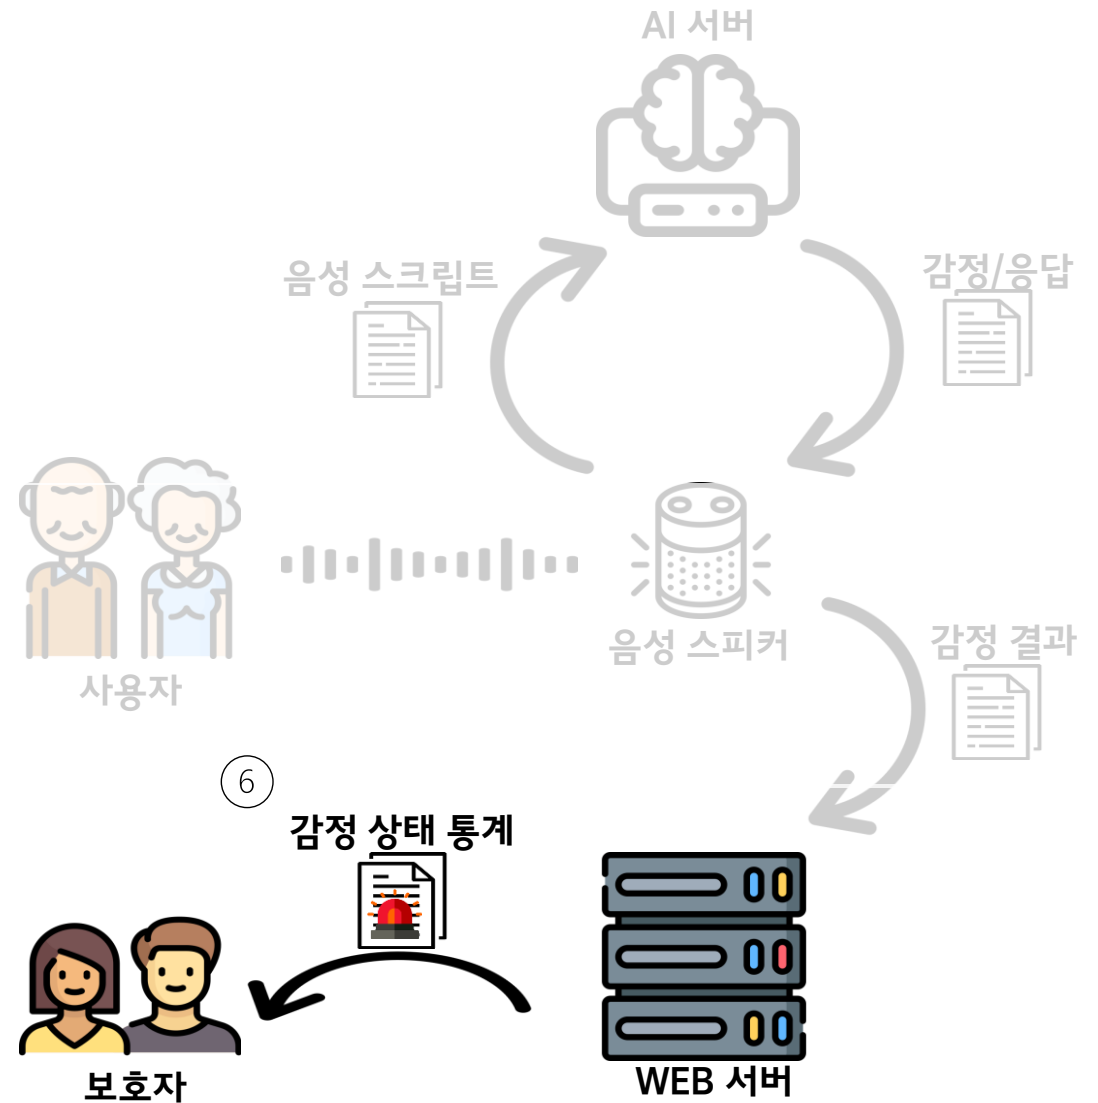 AI 서버
음성 스크립트
감정/응답
음성 스피커
사용자
감정 결과
6
감정 상태 통계
보호자
WEB 서버